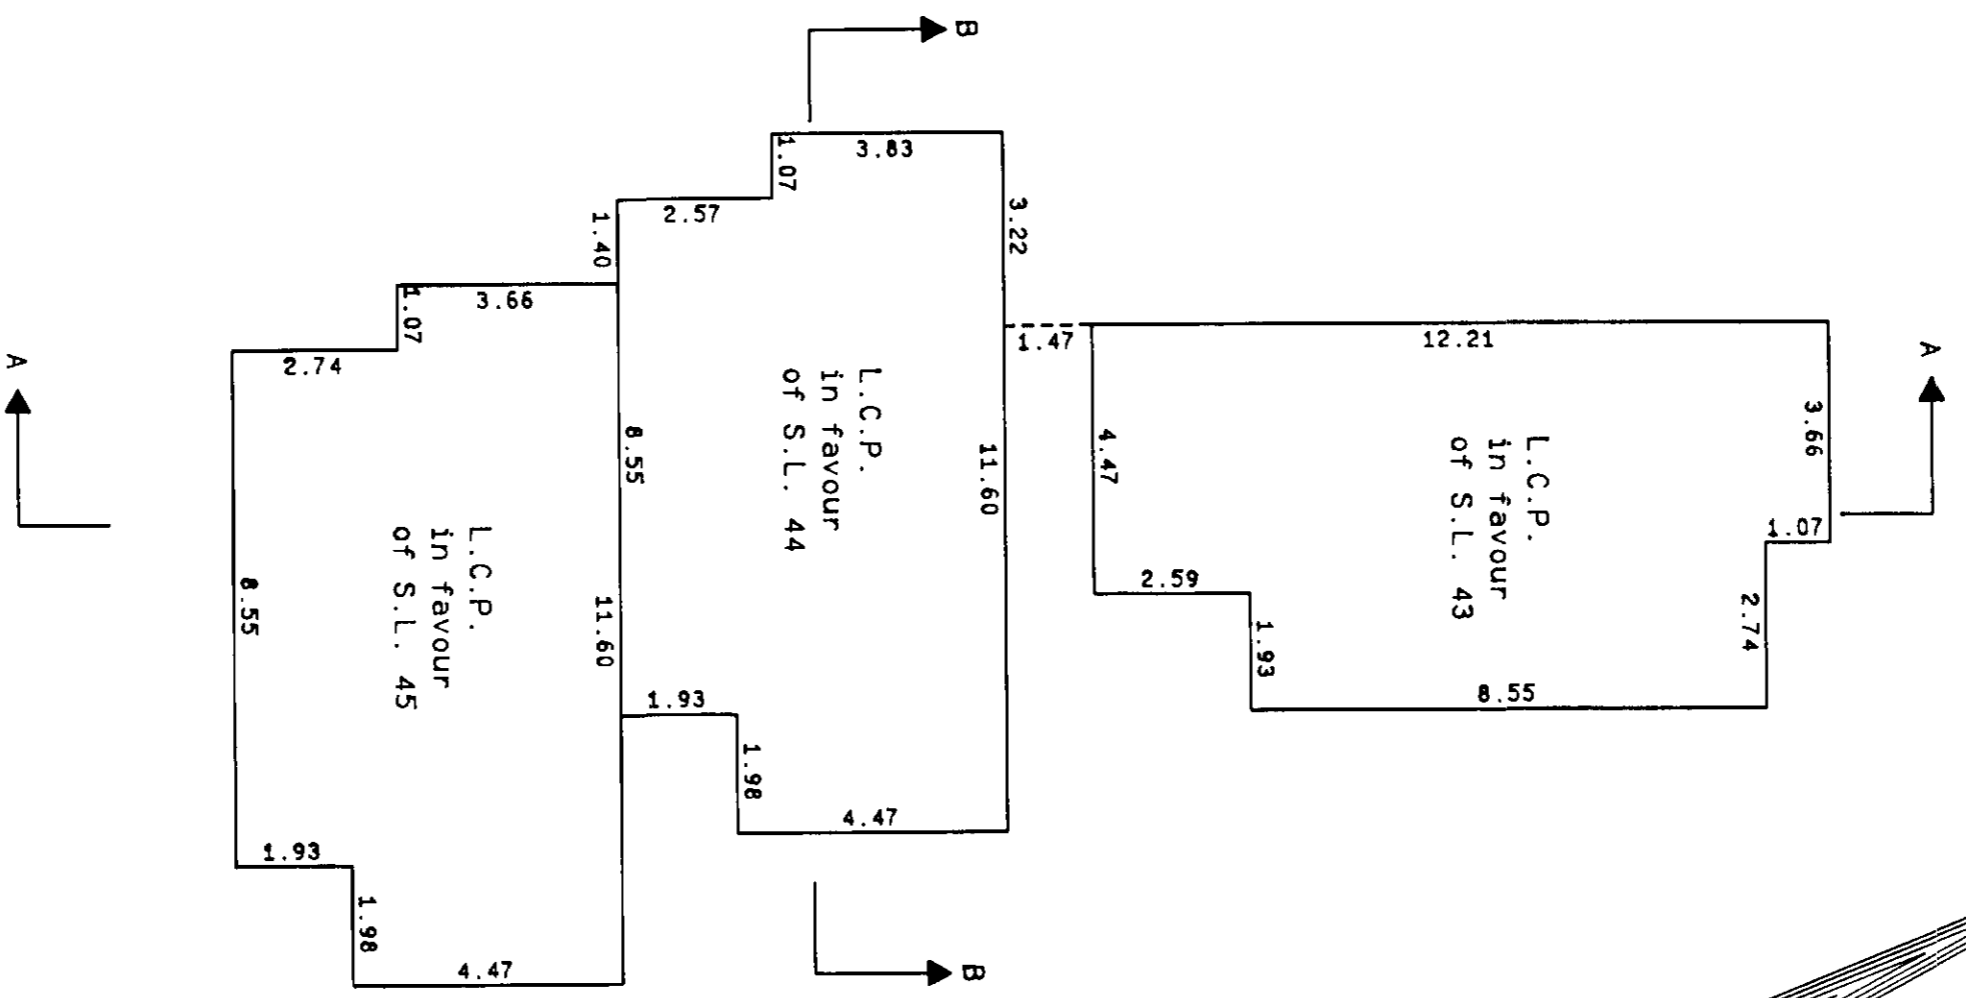 B
3.83
1.07
2.57
3.22
1.40
3.66
1.07
2.74
1.47
12.21
A
A
3.66
1.07
2.74
L.C.P.
in favour
of S.L. 44
11.60
8.55
L.C.P.
in favour
of S.L. 43
4.47
2.59
1.93
8.55
L.C.P.
in favour
of S.L. 45
8.55
11.60
1.93
1.98
4.47
1.93
1.98
4.47
B